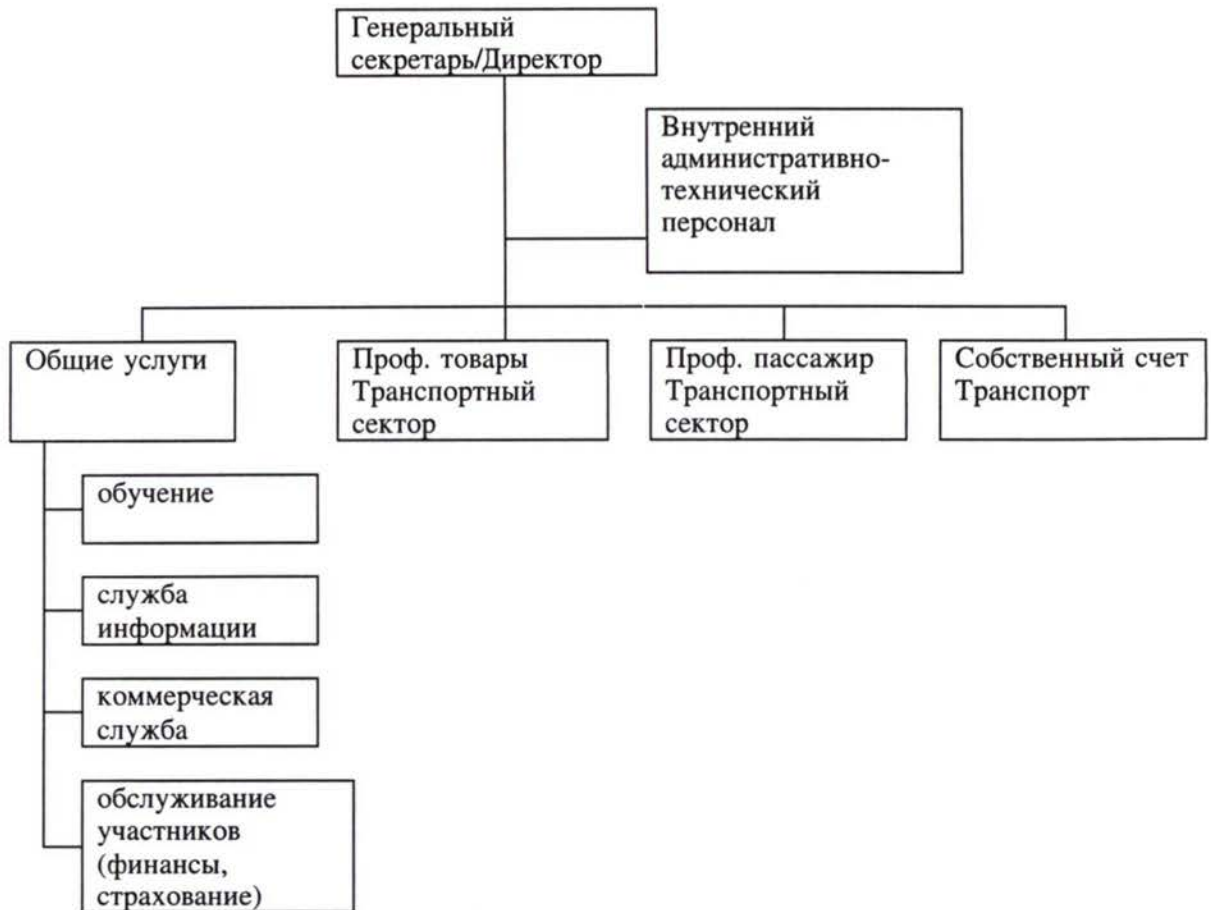 Генеральный
секретарь/Директор
Внутренний
административно-
технический
персонал
Общие услуги
Проф. товары
Транспортный
сектор
Проф. пассажир
Транспортный
сектор
Собственный счет
Транспорт
обучение
служба
информации
коммерческая
служба
обслуживание
участников
(финансы,
страхование)